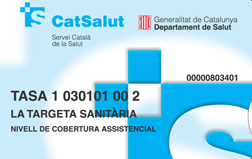 CatSalut
Servei Català
de la Salut
Generalitat de Catalunya
Departament de Salut
00000803401
TASA 1 030101 00 2
LA TARGETA SANITÀRIA
NIVELL DE COBERTURA ASSISTENCIAL